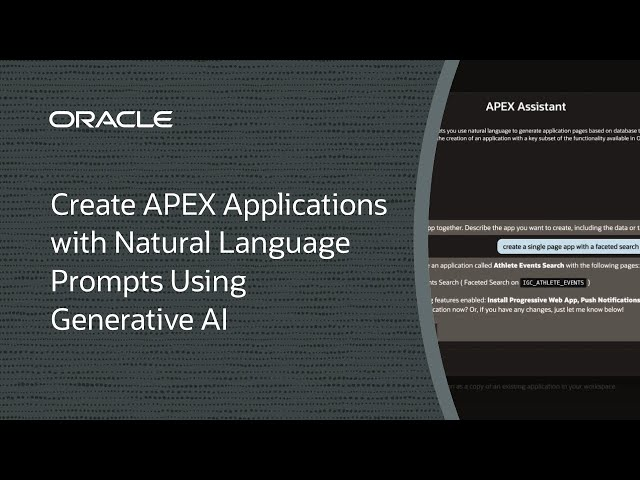 ORACLE
Create APEX Applications
with Natural Language
Prompts Using
Generative AI
APEX Assistant
ts you use natural language to generate application pages based on database t
the creation of an application with a key subset of the functionality available in O
pp together. Describe the app you want to create, including the data or ta
create a single page app with a faceted search
e an application called Athlete Events Search with the following pages:
nts Search ( Faceted Search on IGC_ATHLETE_EVENTS )
g features enabled: Install Progressive Web App, Push Notifications
ication now? Or, if you have any changes, just let me know below!
on as a copy of an existing application in your workspace.